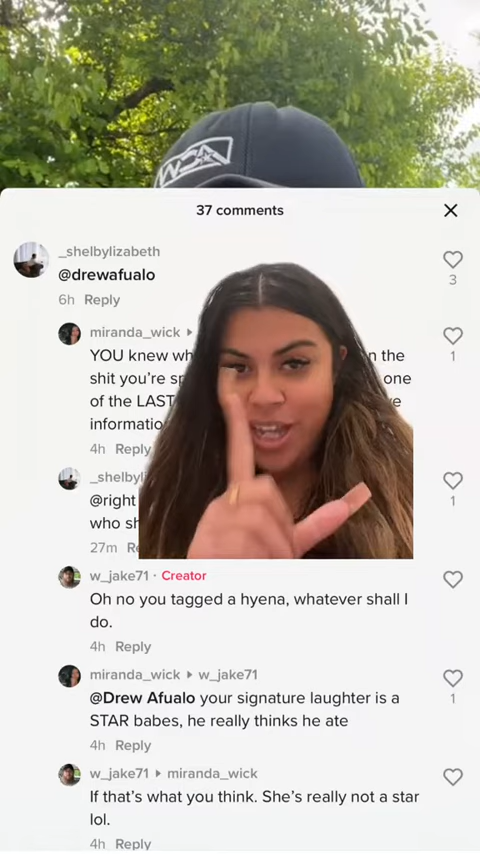 37 comments
_shelbylizabeth
@drewafualo
3
6h Reply
miranda_wick
YOU knew n the
shit you're one
of the LAST
1
4h Reply
@right
who sh
1
27m
w_jake71 · Creator
Oh no you tagged a hyena, whatever shall I
do.
4h Reply
miranda_wick w_jake71
@Drew Afualo your signature laughter is a
STAR babes, he really thinks he ate
1
4h Reply
w_jake71 miranda_wick
If that's what you think. She's really not a star
lol.
4h Reply